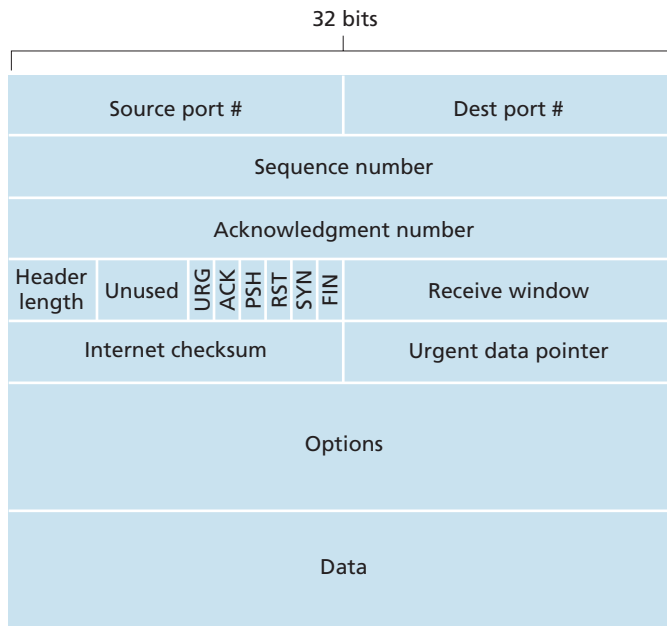 32 bits
Source port #
Dest port #
Sequence number
Acknowledgment number
Header
length
Unused
URG
ACK
PSH
RST
SYN
FIN
Receive window
Internet checksum
Urgent data pointer
Options
Data